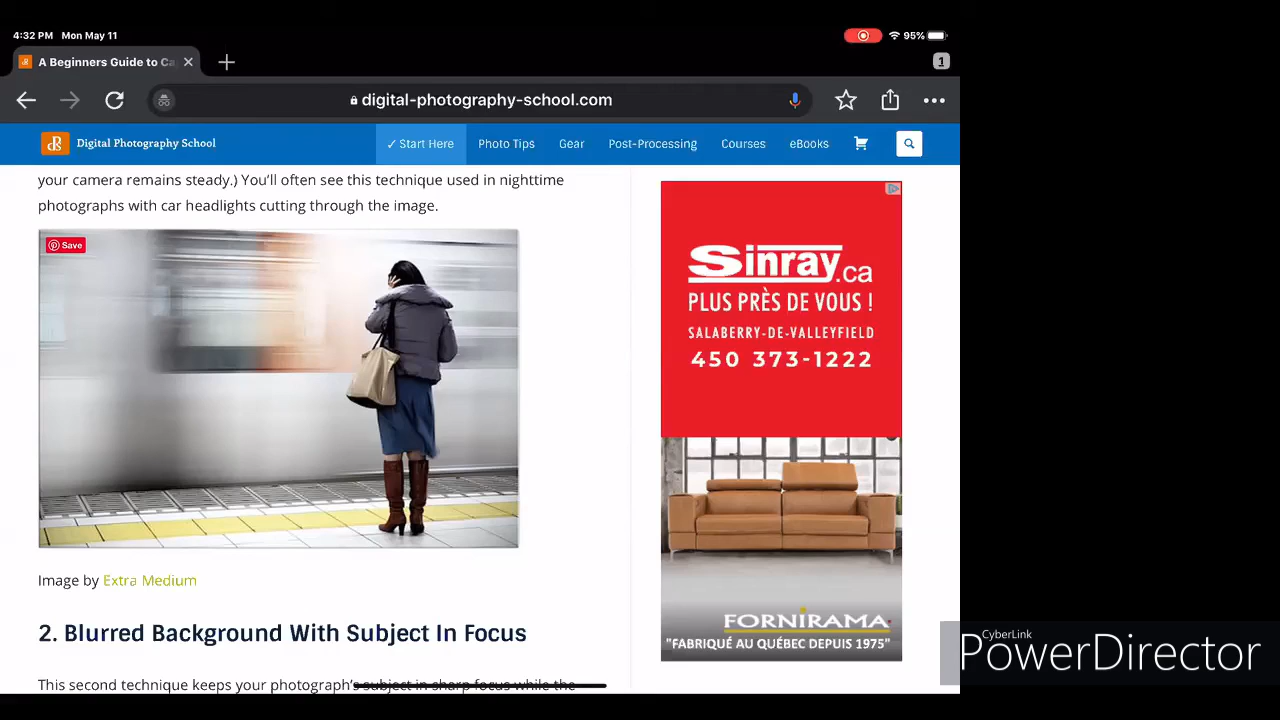 4:32 PM Mon May 11
95%
A Beginners Guide to Ca
1
digital-photography-school.com
dPS
Digital Photography School
✓ Start Here
Photo Tips
Gear
Post-Processing
Courses
eBooks
your camera remains steady.) You'll often see this technique used in nighttime
photographs with car headlights cutting through the image.
Save
Image by Extra Medium
2. Blurred Background With Subject In Focus
This second technique keeps your photograph's subject in sharp focus while the
Sinray.ca
PLUS PRÈS DE VOUS !
SALABERRY-DE-VALLEYFIELD
450 373-1222
FORNIRAMA
"FABRIQUÉ AU QUÉBEC DEPUIS 1975"
CyberLink
PowerDirector